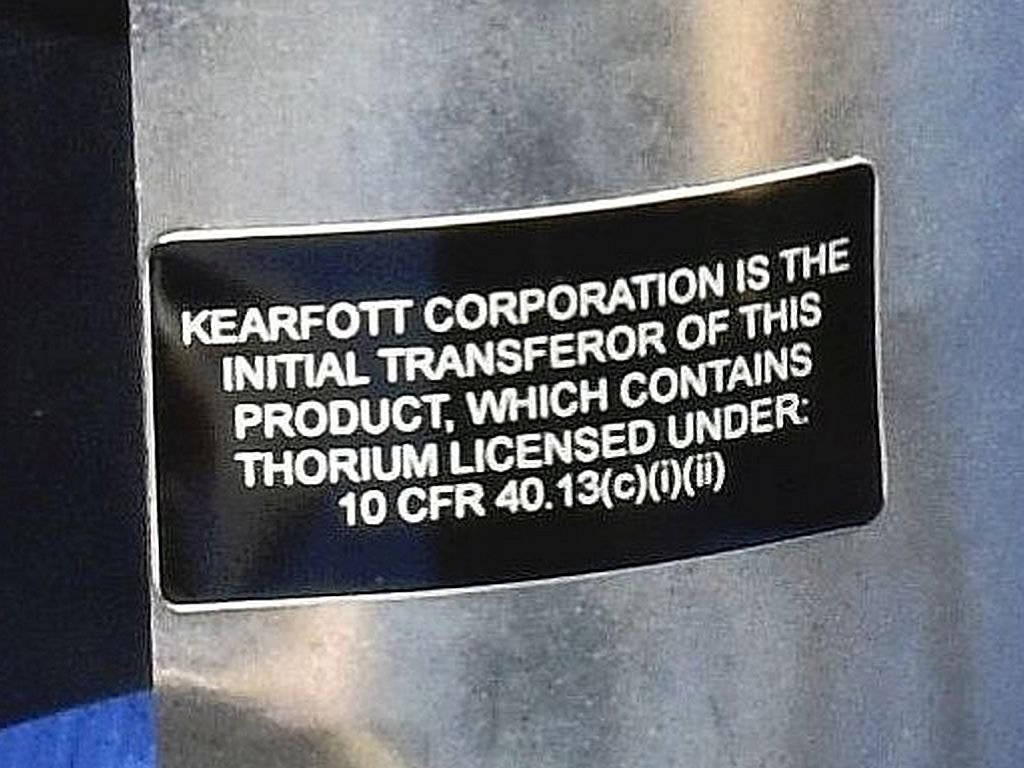 KEARFOTT CORPORATION IS THE
INITIAL TRANSFEROR OF THIS
PRODUCT, WHICH CONTAINS
THORIUM LICENSED UNDER:
10 CFR 40.13(c)(i)(ii)